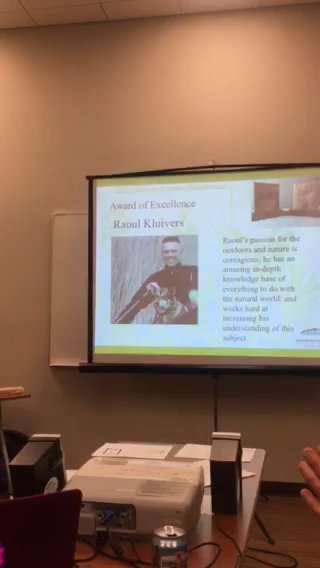 Award of Excellence
Raoul Kluivers
Raoul's passion for the
outdoors and nature is
contagious; he has an
amazing in-depth
knowledge base of
everything to do with
the natural world; and
works hard at
increasing his
understanding of this
subject.